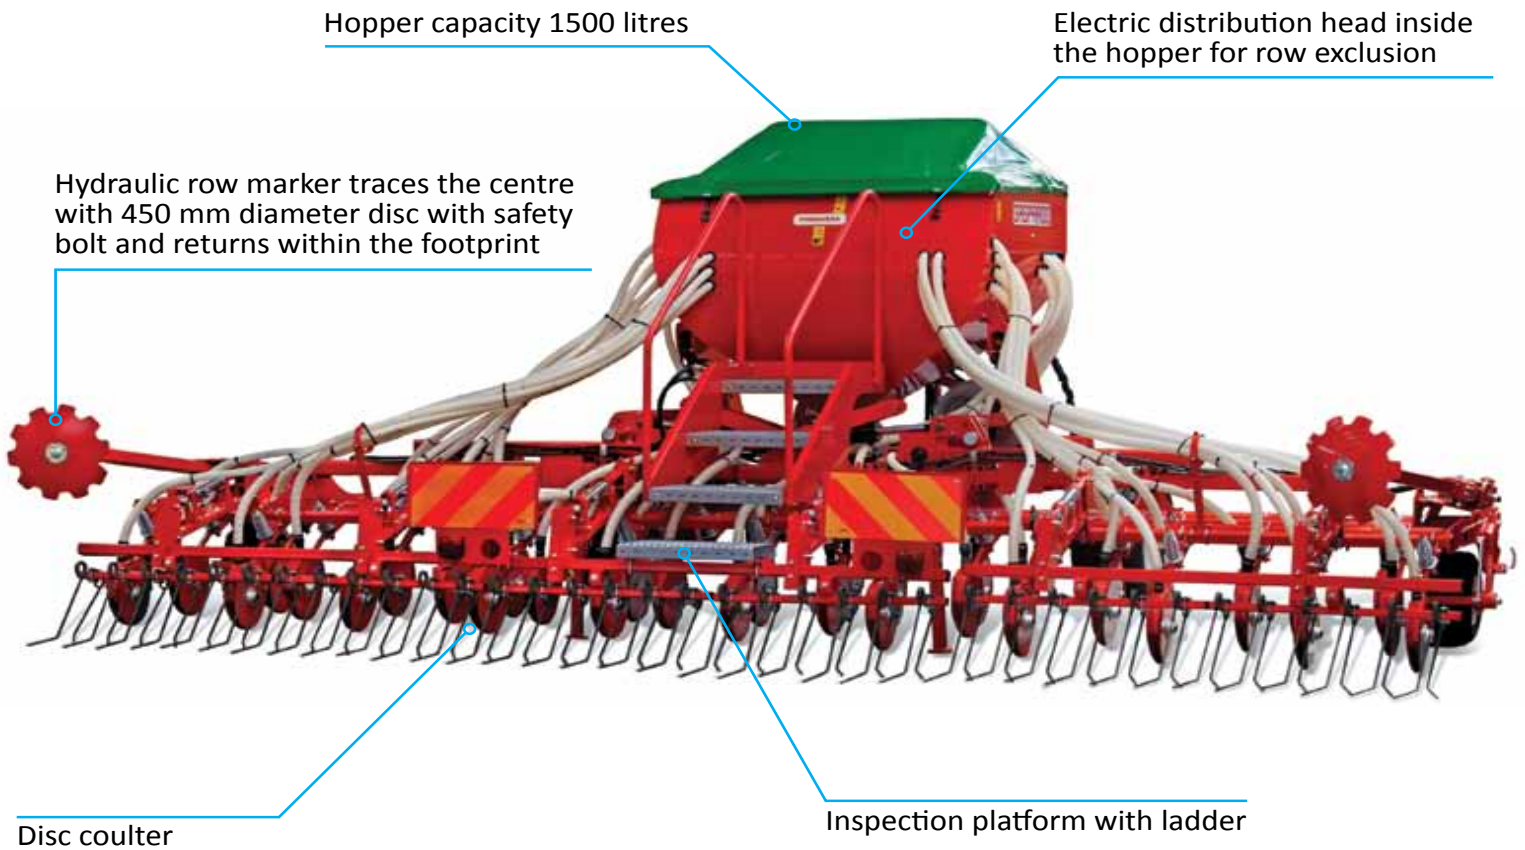 Hopper capacity 1500 litres
Electric distribution head inside
the hopper for row exclusion
Hydraulic row marker traces the centre
with 450 mm diameter disc with safety
bolt and returns within the footprint
Disc coulter
Inspection platform with ladder